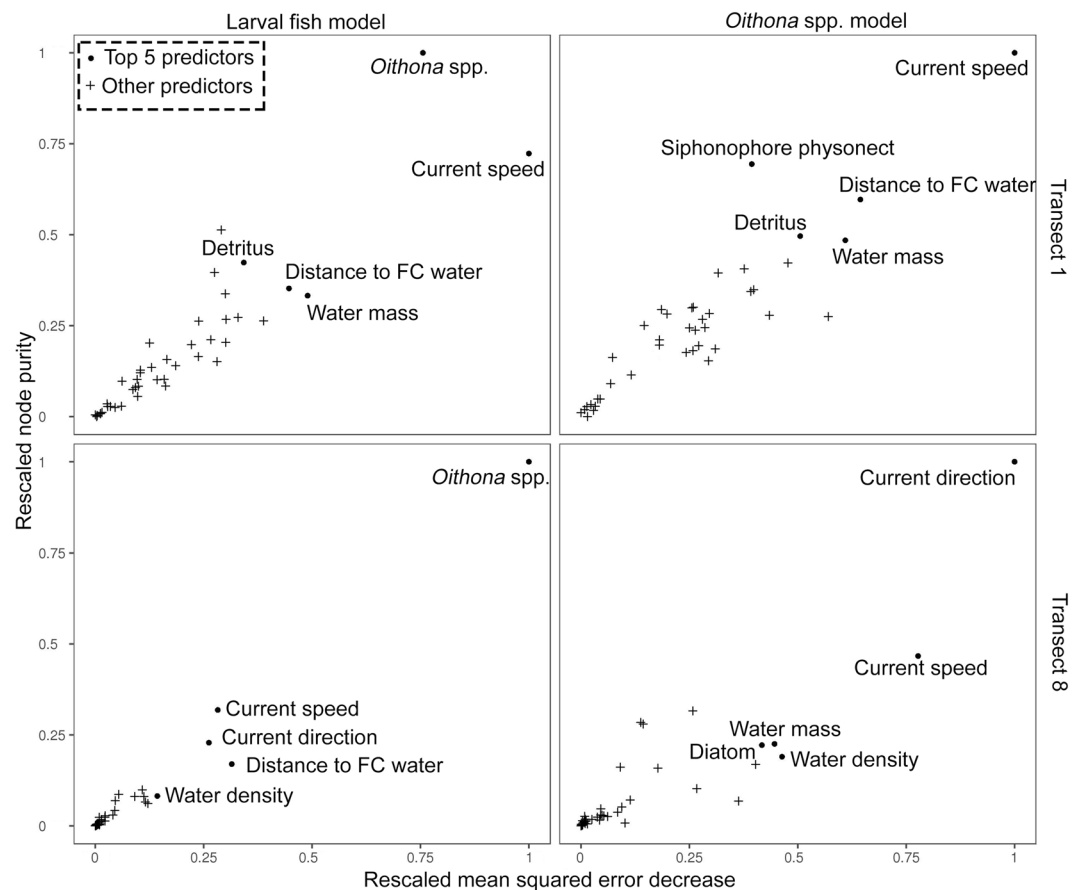 Larval fish model
Oithona spp. model
Top 5 predictors
Other predictors
Oithona spp.
Current speed
Detritus
Distance to FC water
Water mass
Current speed
Siphonophore physonect
Distance to FC water
Detritus
Water mass
Transect 1
1
0.75
0.5
0.25
0
Rescaled node purity
Oithona spp.
Current speed
Current direction
Distance to FC water
Water density
Current direction
Current speed
Water mass
Diatom
Water density
Transect 8
1
0.75
0.5
0.25
0
0 0.25 0.5 0.75 1 0 0.25 0.5 0.75 1
Rescaled mean squared error decrease